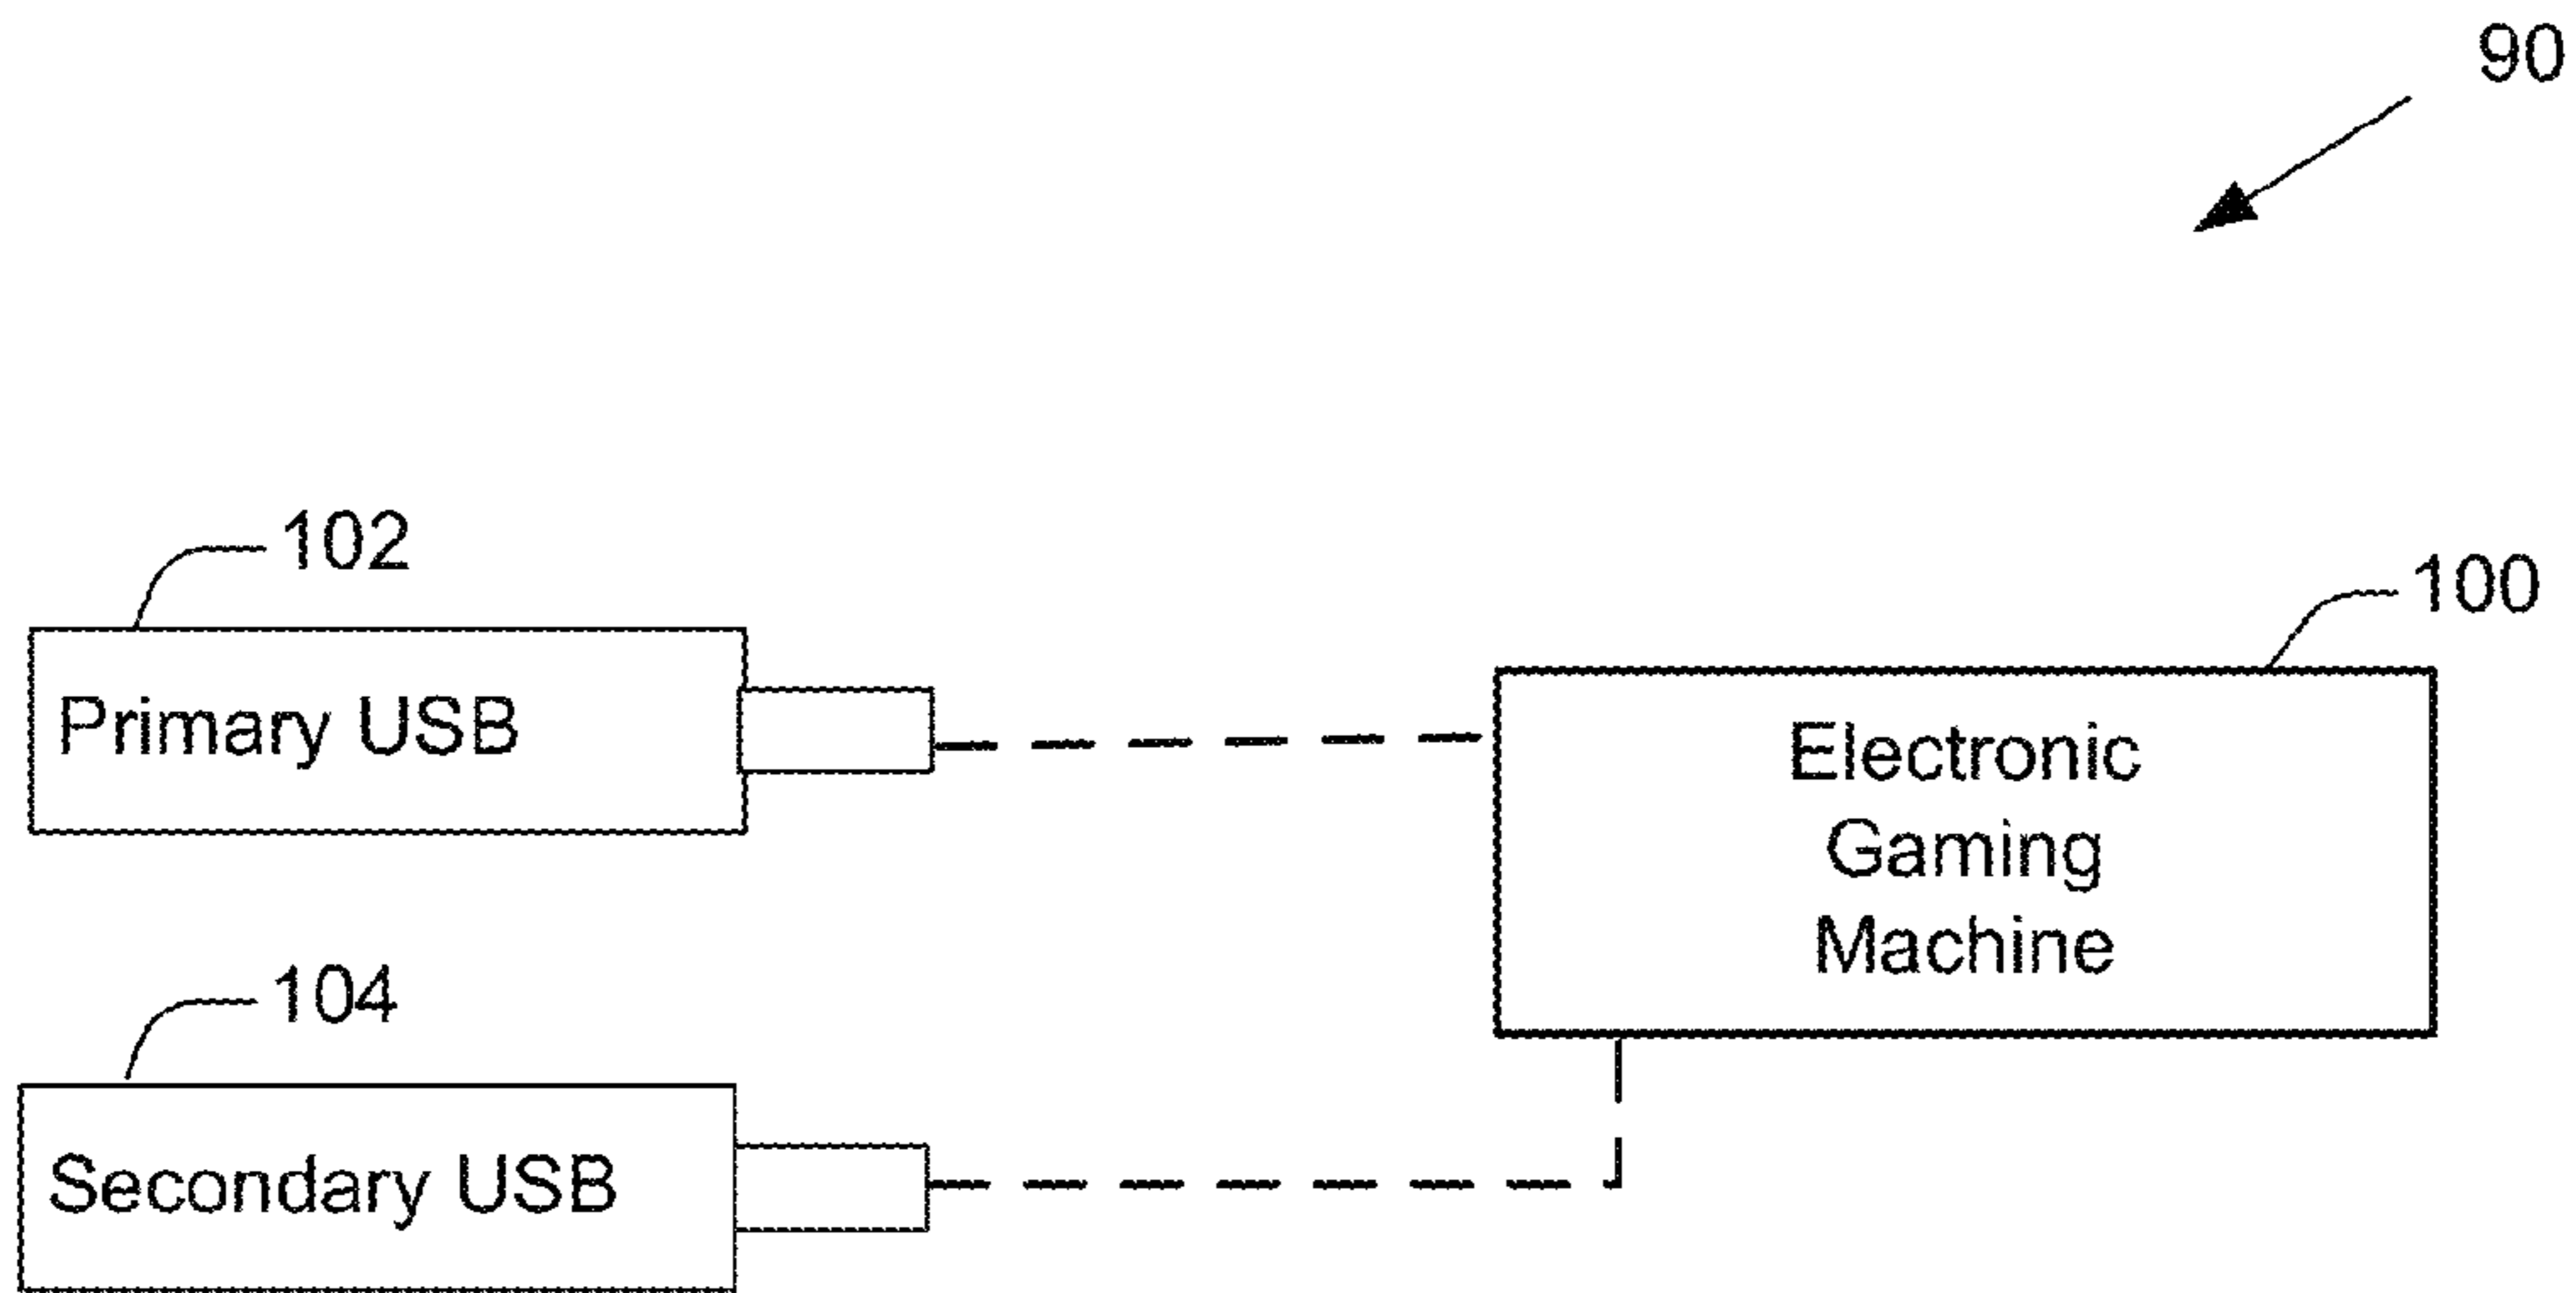 90
102
100
Primary USB
Electronic
Gaming
Machine
104
Secondary USB